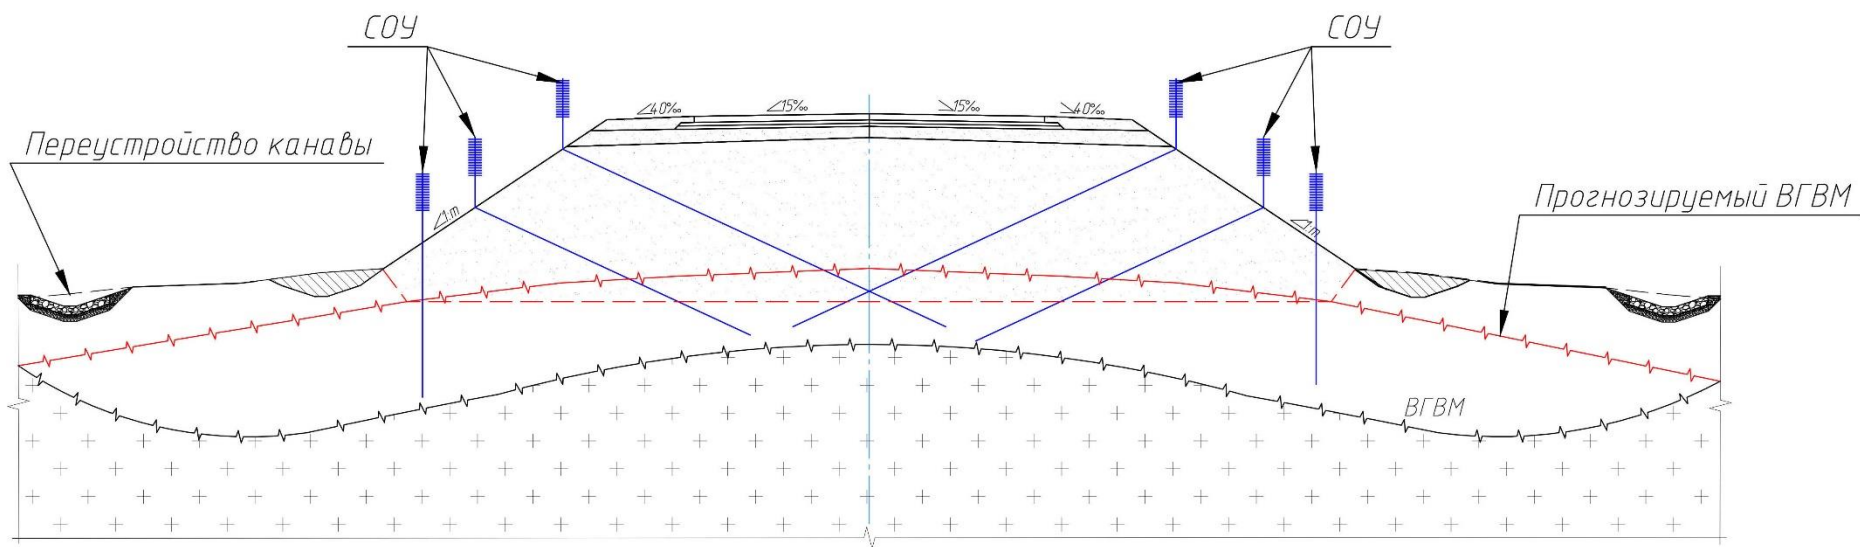 СОУ
СОУ
40‰
15‰
15‰
40‰
Переустройство канавы
1:m
Прогнозируемый ВГВМ
1:m
ВГВМ